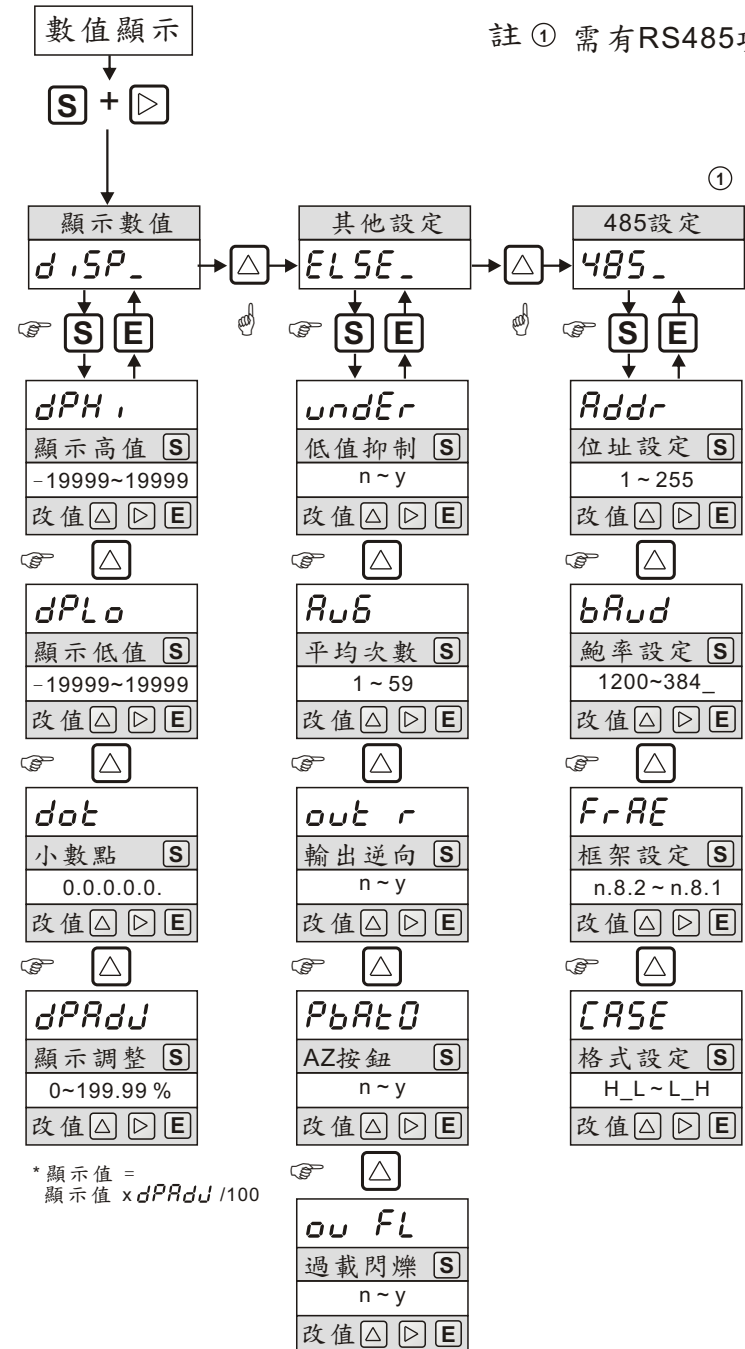 數值顯示
註 ① 需有RS485
S + ▷
①
顯示數值
d iSP_
△
其他設定
ELSE_
△
485設定
485_
S E
S E
S E
dPH i
顯示高值 S
-19999~19999
改值 △ ▷ E
△
dPLo
顯示低值 S
-19999~19999
改值 △ ▷ E
△
dot
小數點 S
0.0.0.0.0.
改值 △ ▷ E
△
dPAdJ
顯示調整 S
0~199.99 %
改值 △ ▷ E
* 顯示值 =
顯示值 x dPAdJ /100
undEr
低值抑制 S
n ~ y
改值 △ ▷ E
△
AvG
平均次數 S
1 ~ 59
改值 △ ▷ E
△
out r
輸出逆向 S
n ~ y
改值 △ ▷ E
△
PbAt0
AZ按鈕 S
n ~ y
改值 △ ▷ E
△
ov FL
過載閃爍 S
n ~ y
改值 △ ▷ E
Addr
位址設定 S
1 ~ 255
改值 △ ▷ E
△
bAud
鮑率設定 S
1200~384_
改值 △ ▷ E
△
FrAE
框架設定 S
n.8.2 ~ n.8.1
改值 △ ▷ E
△
CASE
格式設定 S
H_L ~ L_H
改值 △ ▷ E